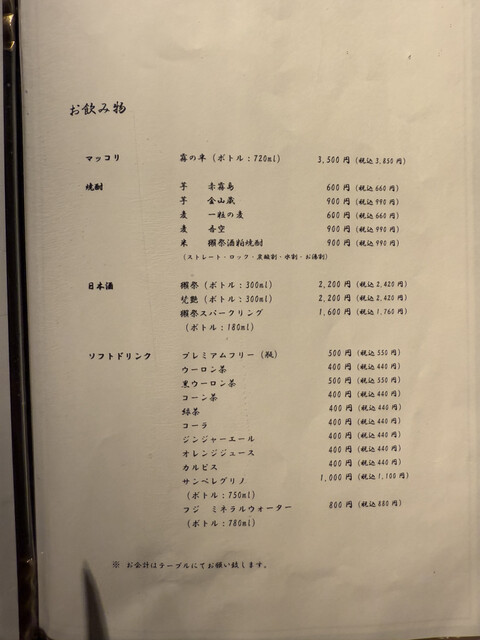 お飲み物
マッコリ 霧の車 (ボトル：720ml) 3,500円 (税込3,850円)
焼酎 芋 赤霧島 600円 (税込660円)
芋 金山蔵 900円 (税込990円)
麦 一粒の麦 600円 (税込660円)
麦 吾空 900円 (税込990円)
米 獺祭酒粕焼酎 900円 (税込990円)
(ストレート・ロック・炭酸割・水割・お湯割)
日本酒 獺祭 (ボトル：300ml) 2,200円 (税込2,420円)
梵艶 (ボトル：300ml) 2,200円 (税込2,420円)
獺祭スパークリング 1,600円 (税込1,760円)
(ボトル：180ml)
ソフトドリンク プレミアムフリー (瓶) 500円 (税込550円)
ウーロン茶 400円 (税込440円)
黒ウーロン茶 500円 (税込550円)
コーン茶 400円 (税込440円)
緑茶 400円 (税込440円)
コーラ 400円 (税込440円)
ジンジャーエール 400円 (税込440円)
オレンジジュース 400円 (税込440円)
カルピス 400円 (税込440円)
サンペレグリノ 1,000円 (税込1,100円)
(ボトル：750ml)
フジ ミネラルウォーター 800円 (税込880円)
(ボトル：780ml)
※ お会計はテーブルにてお願い致します。